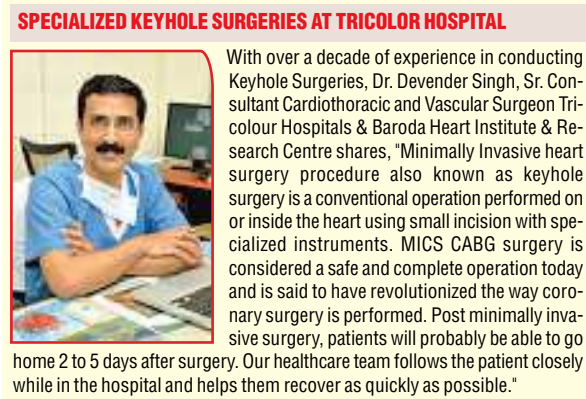 SPECIALIZED KEYHOLE SURGERIES AT TRICOLOR HOSPITAL
With over a decade of experience in conducting
Keyhole Surgeries, Dr. Devender Singh, Sr. Con-
sultant Cardiothoracic and Vascular Surgeon Tri-
colour Hospitals & Baroda Heart Institute & Re-
search Centre shares, "Minimally Invasive heart
surgery procedure also known as keyhole
surgery is a conventional operation performed on
or inside the heart using small incision with spe-
cialized instruments. MICS CABG surgery is
considered a safe and complete operation today
and is said to have revolutionized the way coro-
nary surgery is performed. Post minimally inva-
sive surgery, patients will probably be able to go
home 2 to 5 days after surgery. Our healthcare team follows the patient closely
while in the hospital and helps them recover as quickly as possible."